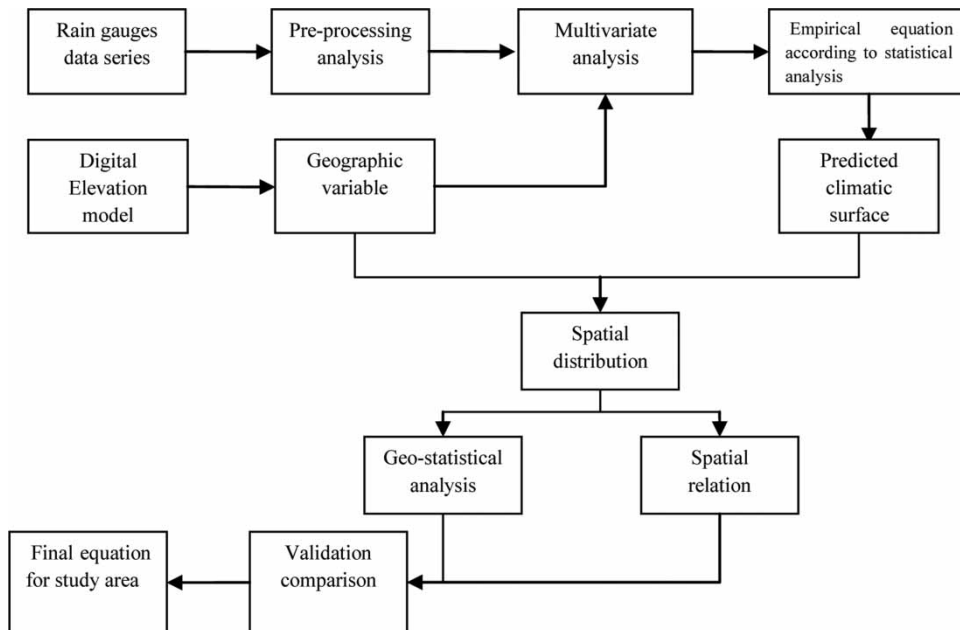 Rain gauges
data series
Pre-processing
analysis
Multivariate
analysis
Empirical equation
according to statistical
analysis
Digital
Elevation
model
Geographic
variable
Predicted
climatic
surface
Spatial
distribution
Geo-statistical
analysis
Spatial
relation
Final equation
for study area
Validation
comparison